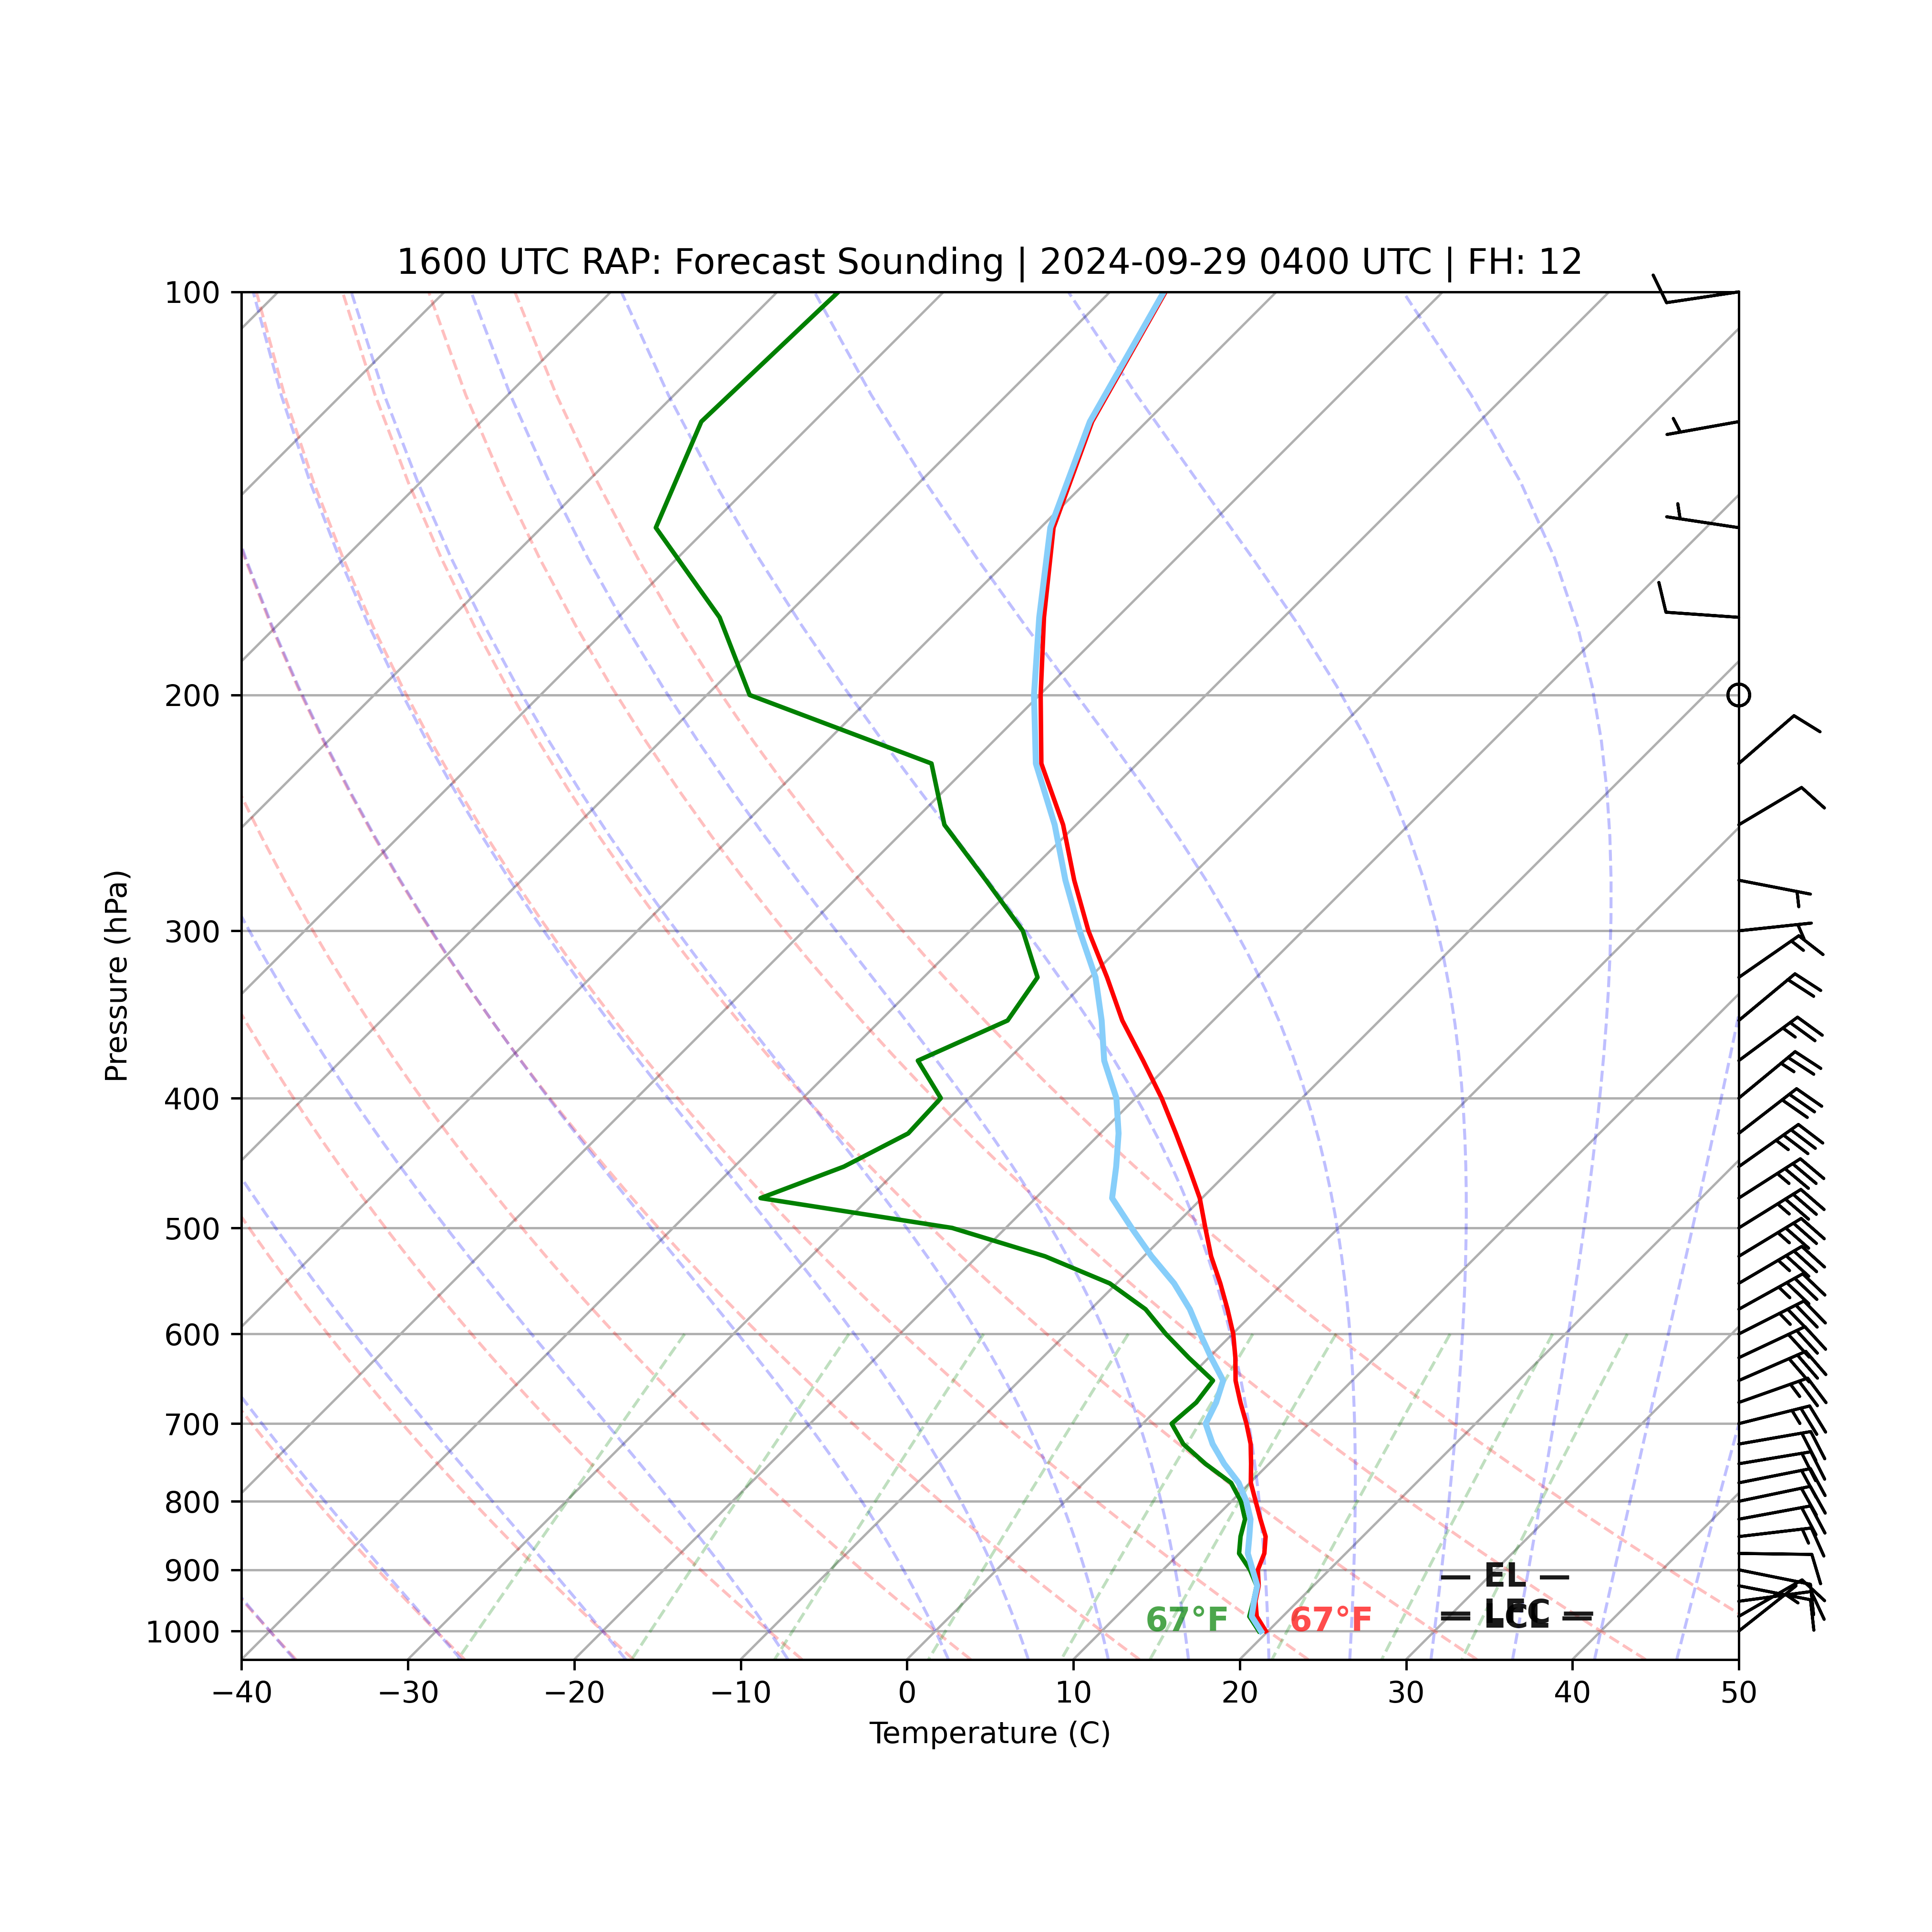 1600 UTC RAP: Forecast Sounding | 2024-09-29 0400 UTC | FH: 12
100
200
300
400
500
600
700
800
900
1000
Pressure (hPa)
— EL —
— LCL —
67°F 67°F
−40 −30 −20 −10 0 10 20 30 40 50
Temperature (C)